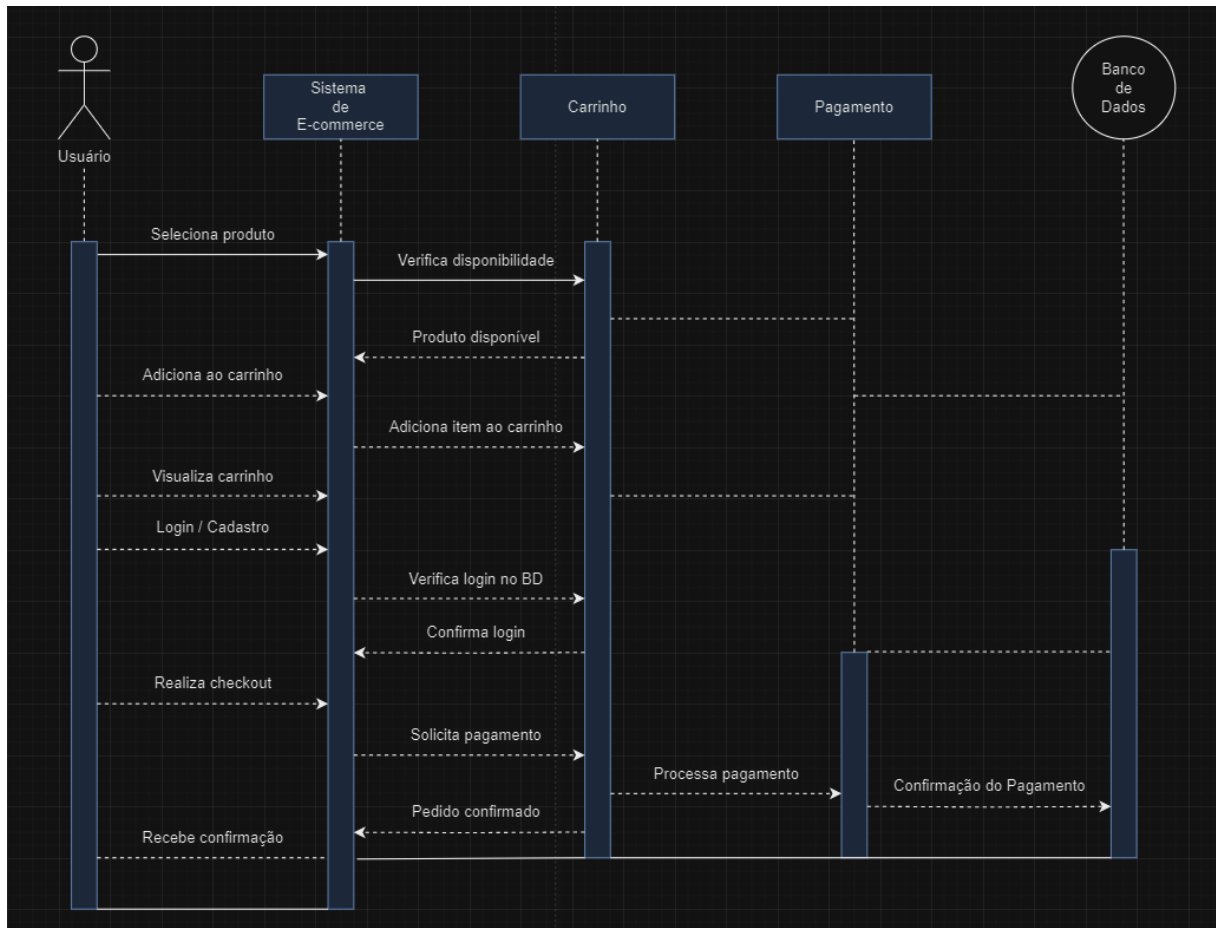 Usuário
Sistema
de
E-commerce
Carrinho
Pagamento
Banco
de
Dados
Seleciona produto
Verifica disponibilidade
Produto disponível
Adiciona ao carrinho
Adiciona item ao carrinho
Visualiza carrinho
Login / Cadastro
Verifica login no BD
Confirma login
Realiza checkout
Solicita pagamento
Processa pagamento
Confirmação do Pagamento
Pedido confirmado
Recebe confirmação